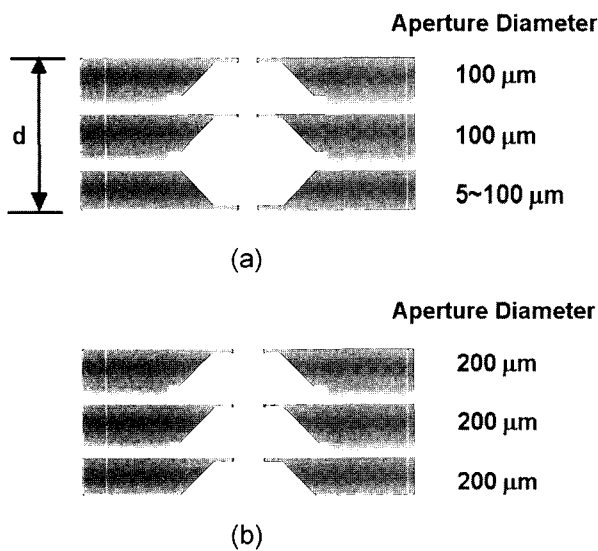 Aperture Diameter
100 μm
d
100 μm
5~100 μm
(a)
Aperture Diameter
200 μm
200 μm
200 μm
(b)